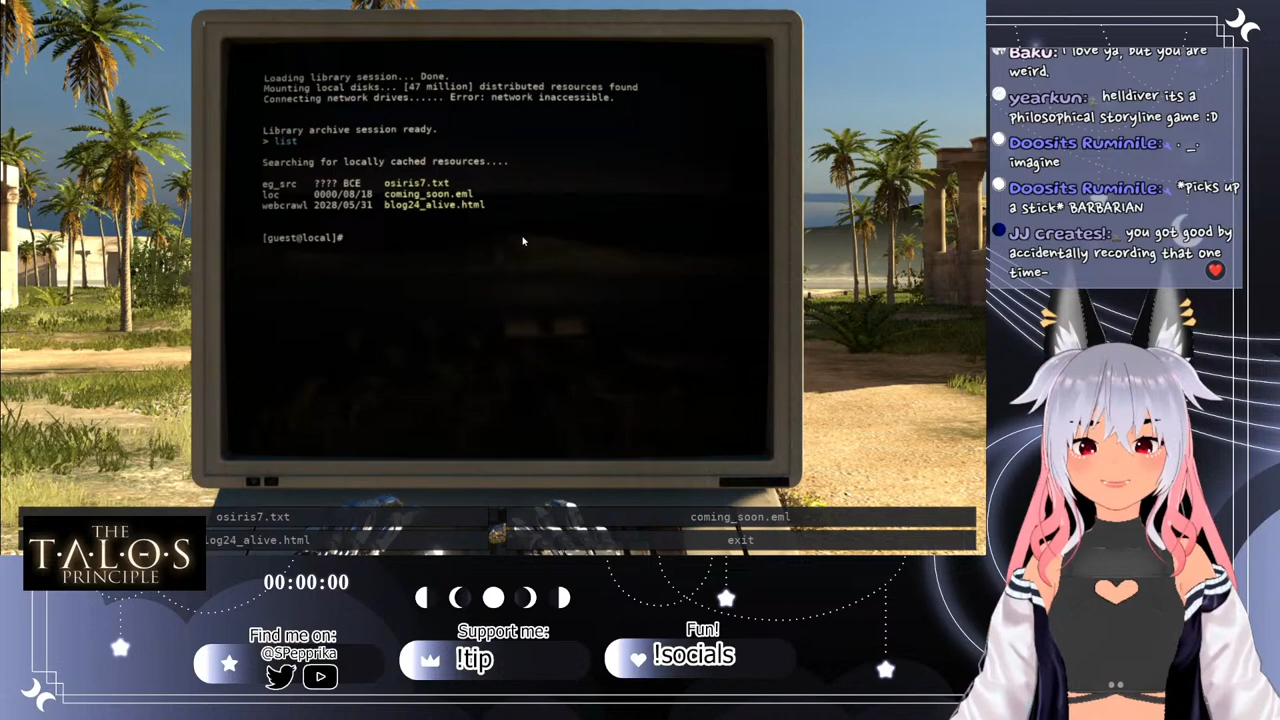 Loading library session... Done.
Mounting local disks... [47 million] distributed resources found
Connecting network drives...... Error: network inaccessible.
Library archive session ready.
> list
Searching for locally cached resources....
eg_src ???? BCE osiris7.txt
loc 0000/08/18 coming_soon.eml
webcrawl 2028/05/31 blog24_alive.html
[guest@local]#
osiris7.txt
coming_soon.eml
log24_alive.html
exit
THE
TALOS
PRINCIPLE
00:00:00
Find me on:
@SPepprika
Support me:
!tip
Fun!
!socials
Baku: I love ya, but you are
weird.
yearkun: helldiver its a
philosophical storyline game :D
Doosits Ruminile: . _.
imagine
Doosits Ruminile: *picks up
a stick* BARBARIAN
JJ creates!: you got good by
accidentally recording that one
time-